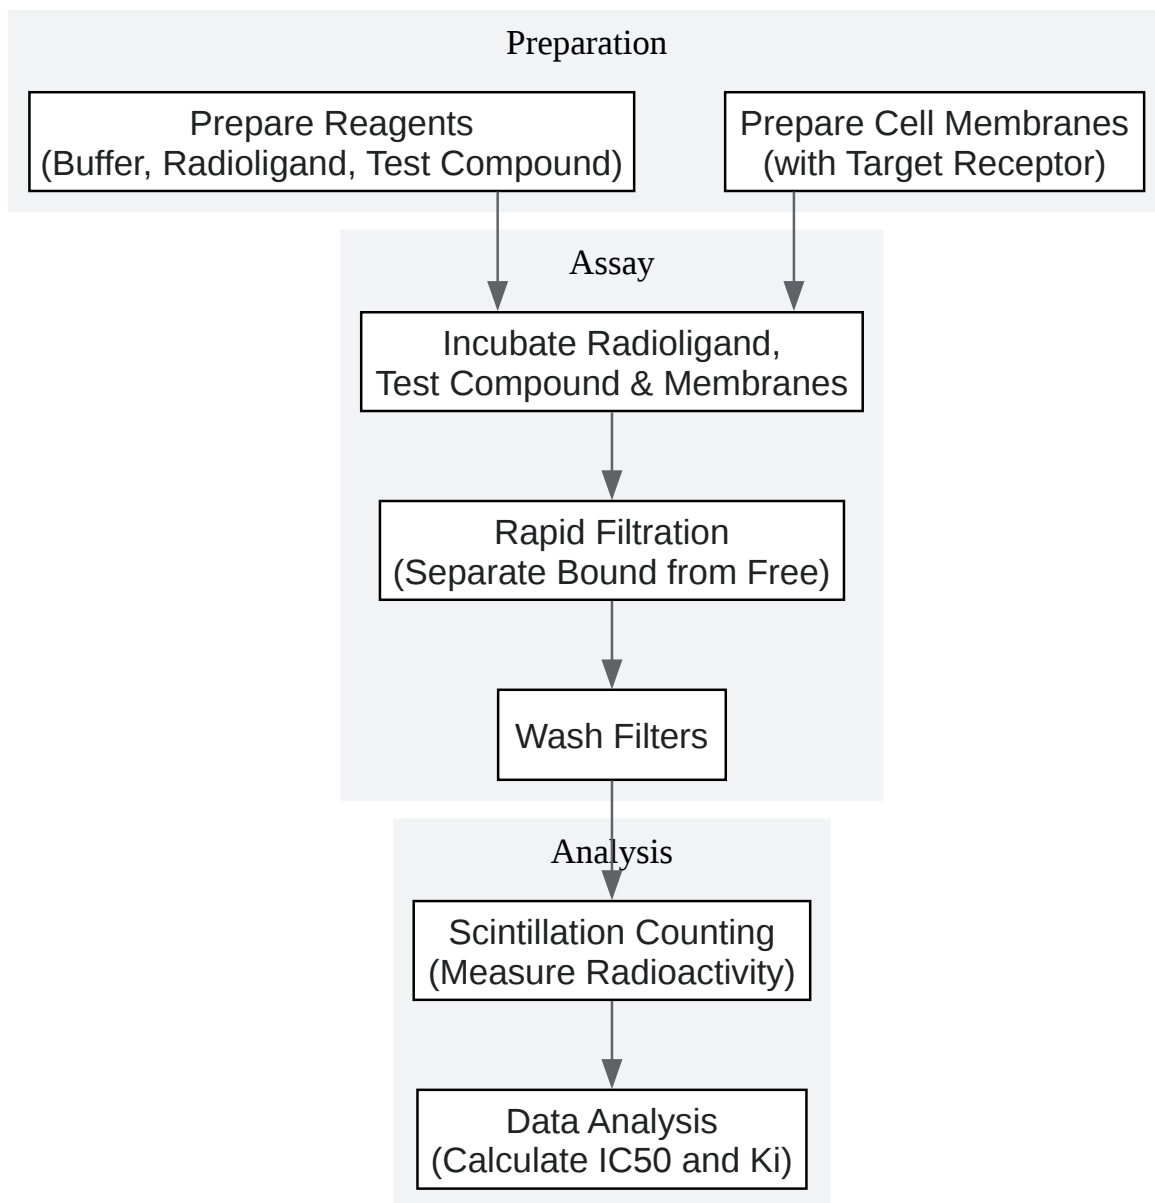 Preparation
Prepare Reagents
(Buffer, Radioligand, Test Compound)
Prepare Cell Membranes
(with Target Receptor)
Assay
Incubate Radioligand,
Test Compound & Membranes
Rapid Filtration
(Separate Bound from Free)
Wash Filters
Analysis
Scintillation Counting
(Measure Radioactivity)
Data Analysis
(Calculate IC50 and Ki)